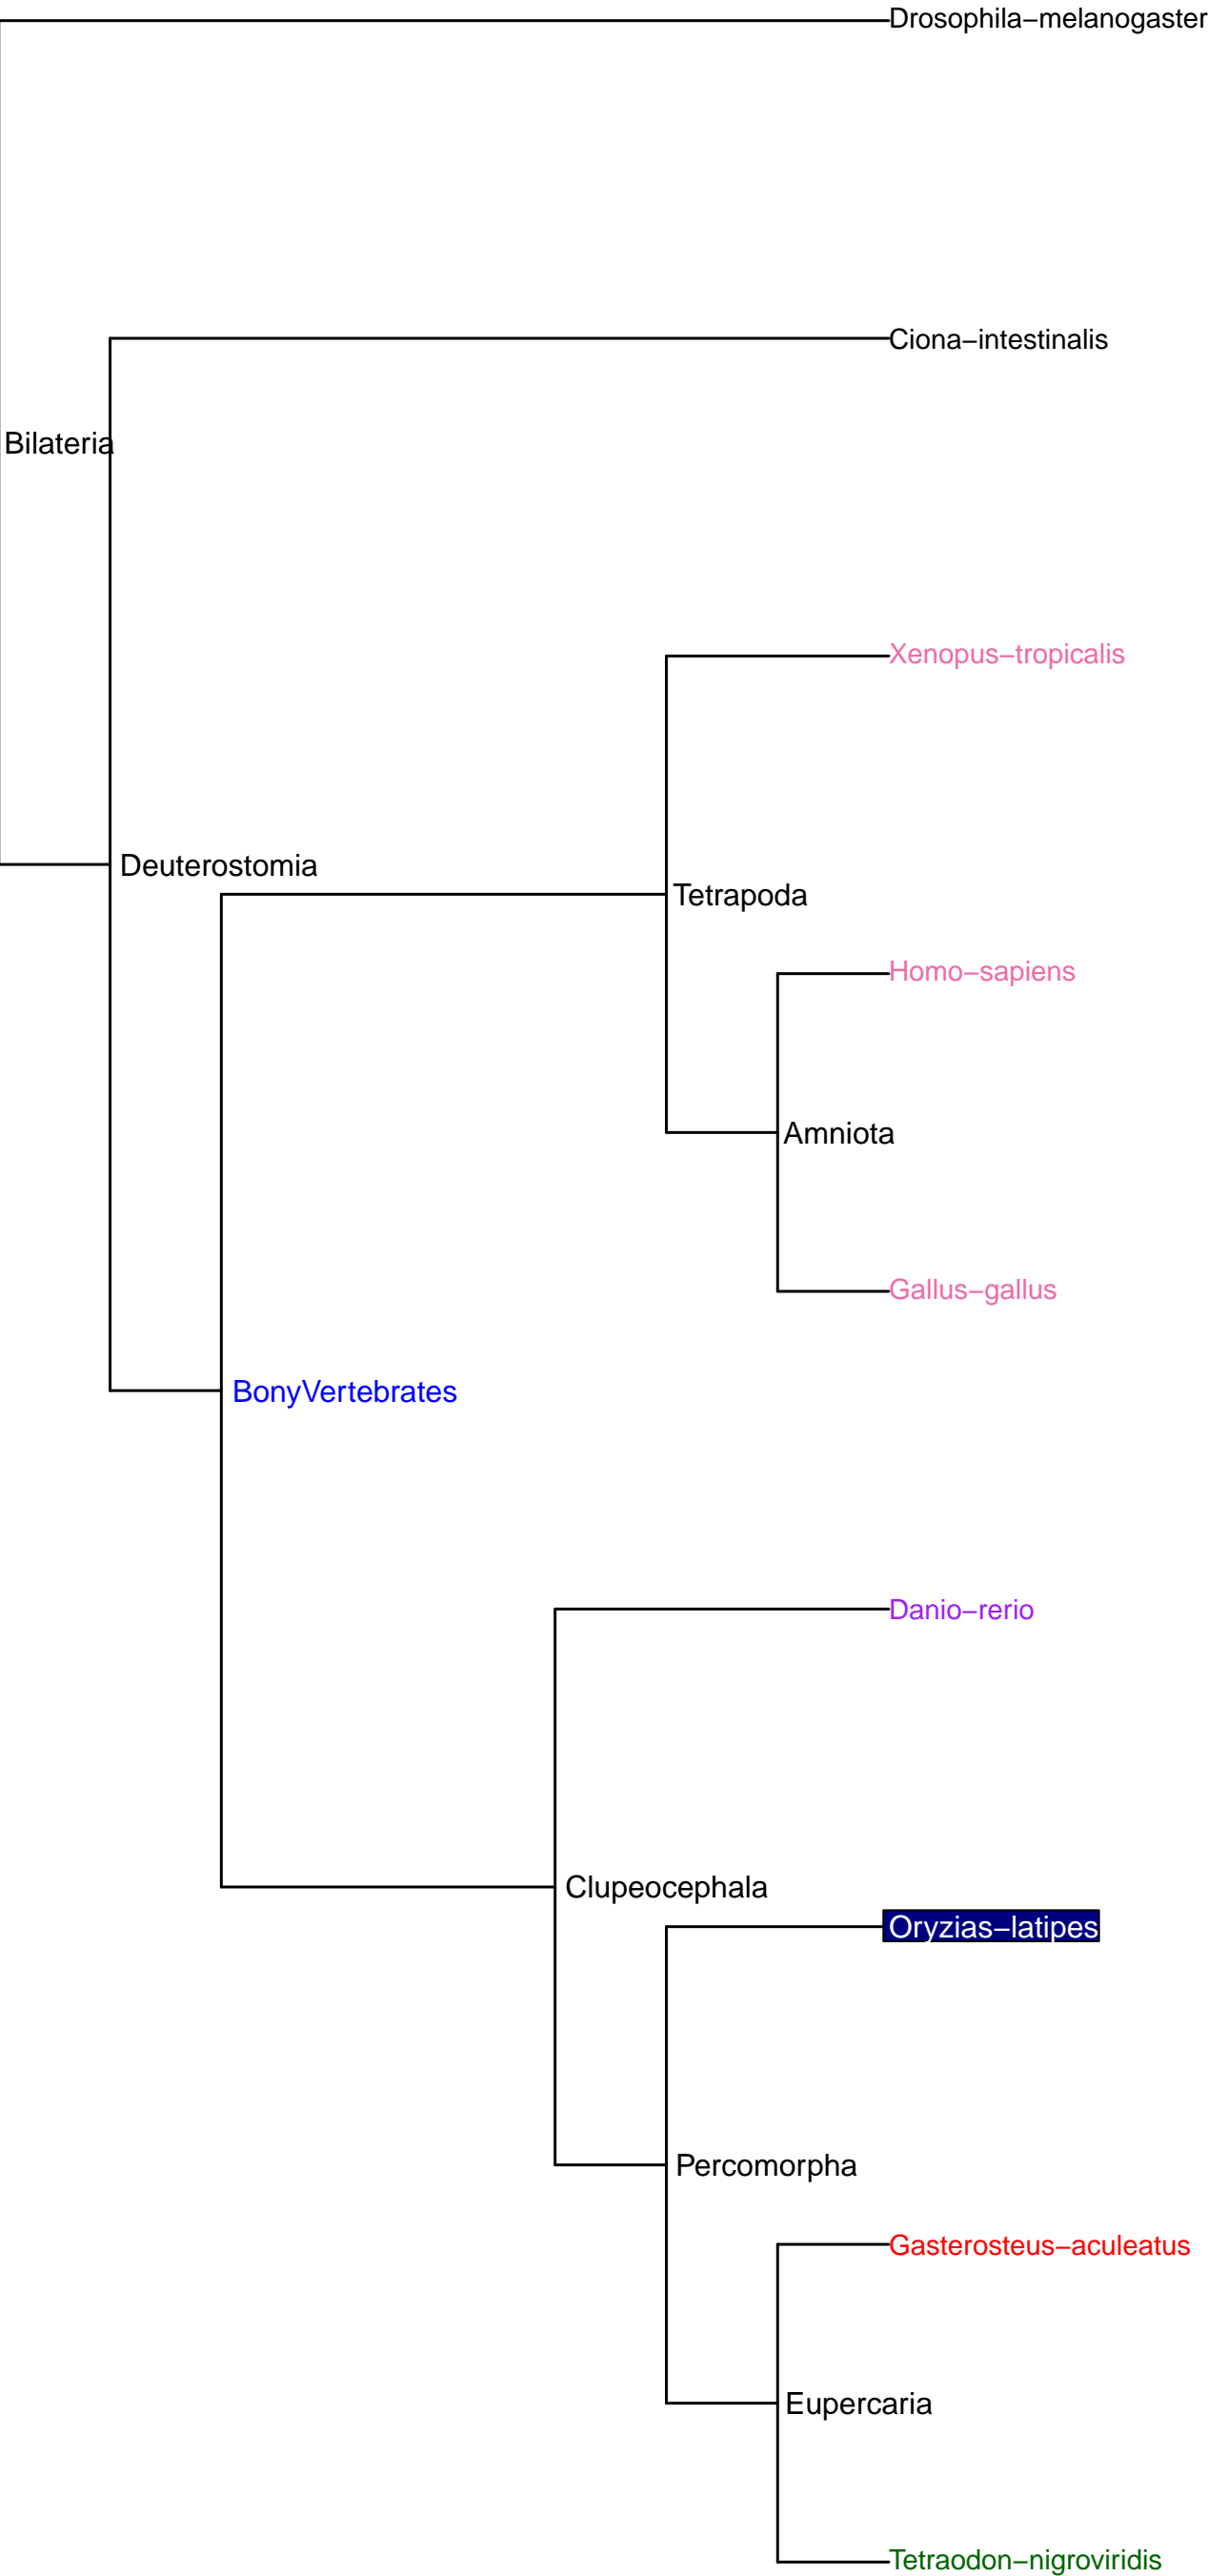 Drosophila−melanogaster
Ciona−intestinalis
Bilateria
Xenopus−tropicalis
Deuterostomia
Tetrapoda
Homo−sapiens
Amniota
Gallus−gallus
BonyVertebrates
Danio−rerio
Clupeocephala
Oryzias−latipes
Percomorpha
Gasterosteus−aculeatus
Eupercaria
Tetraodon−nigroviridis